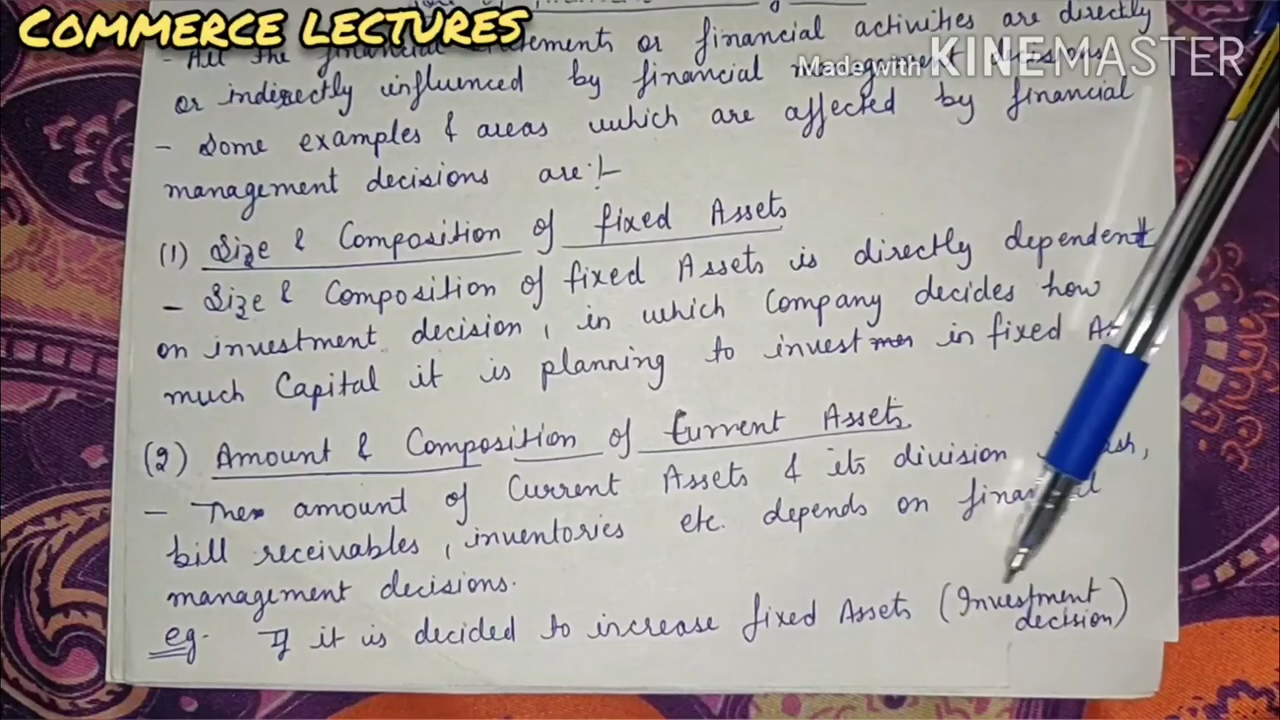 COMMERCE LECTURES
Made with KINEMASTER
- All the financial statements or financial activities are directly
or indirectly influenced by financial management decisions
- Some examples & areas which are affected by financial
management decisions are:-
(1) Size & Composition of fixed Assets
- Size & Composition of fixed Assets is directly dependent
on investment decision, in which Company decides how
much Capital it is planning to invest in fixed As
(2) Amount & Composition of Current Assets
- The amount of Current Assets & its division
bill receivables, inventories etc. depends on financial
management decisions.
eg. If it is decided to increase fixed Assets (Investment
decision)